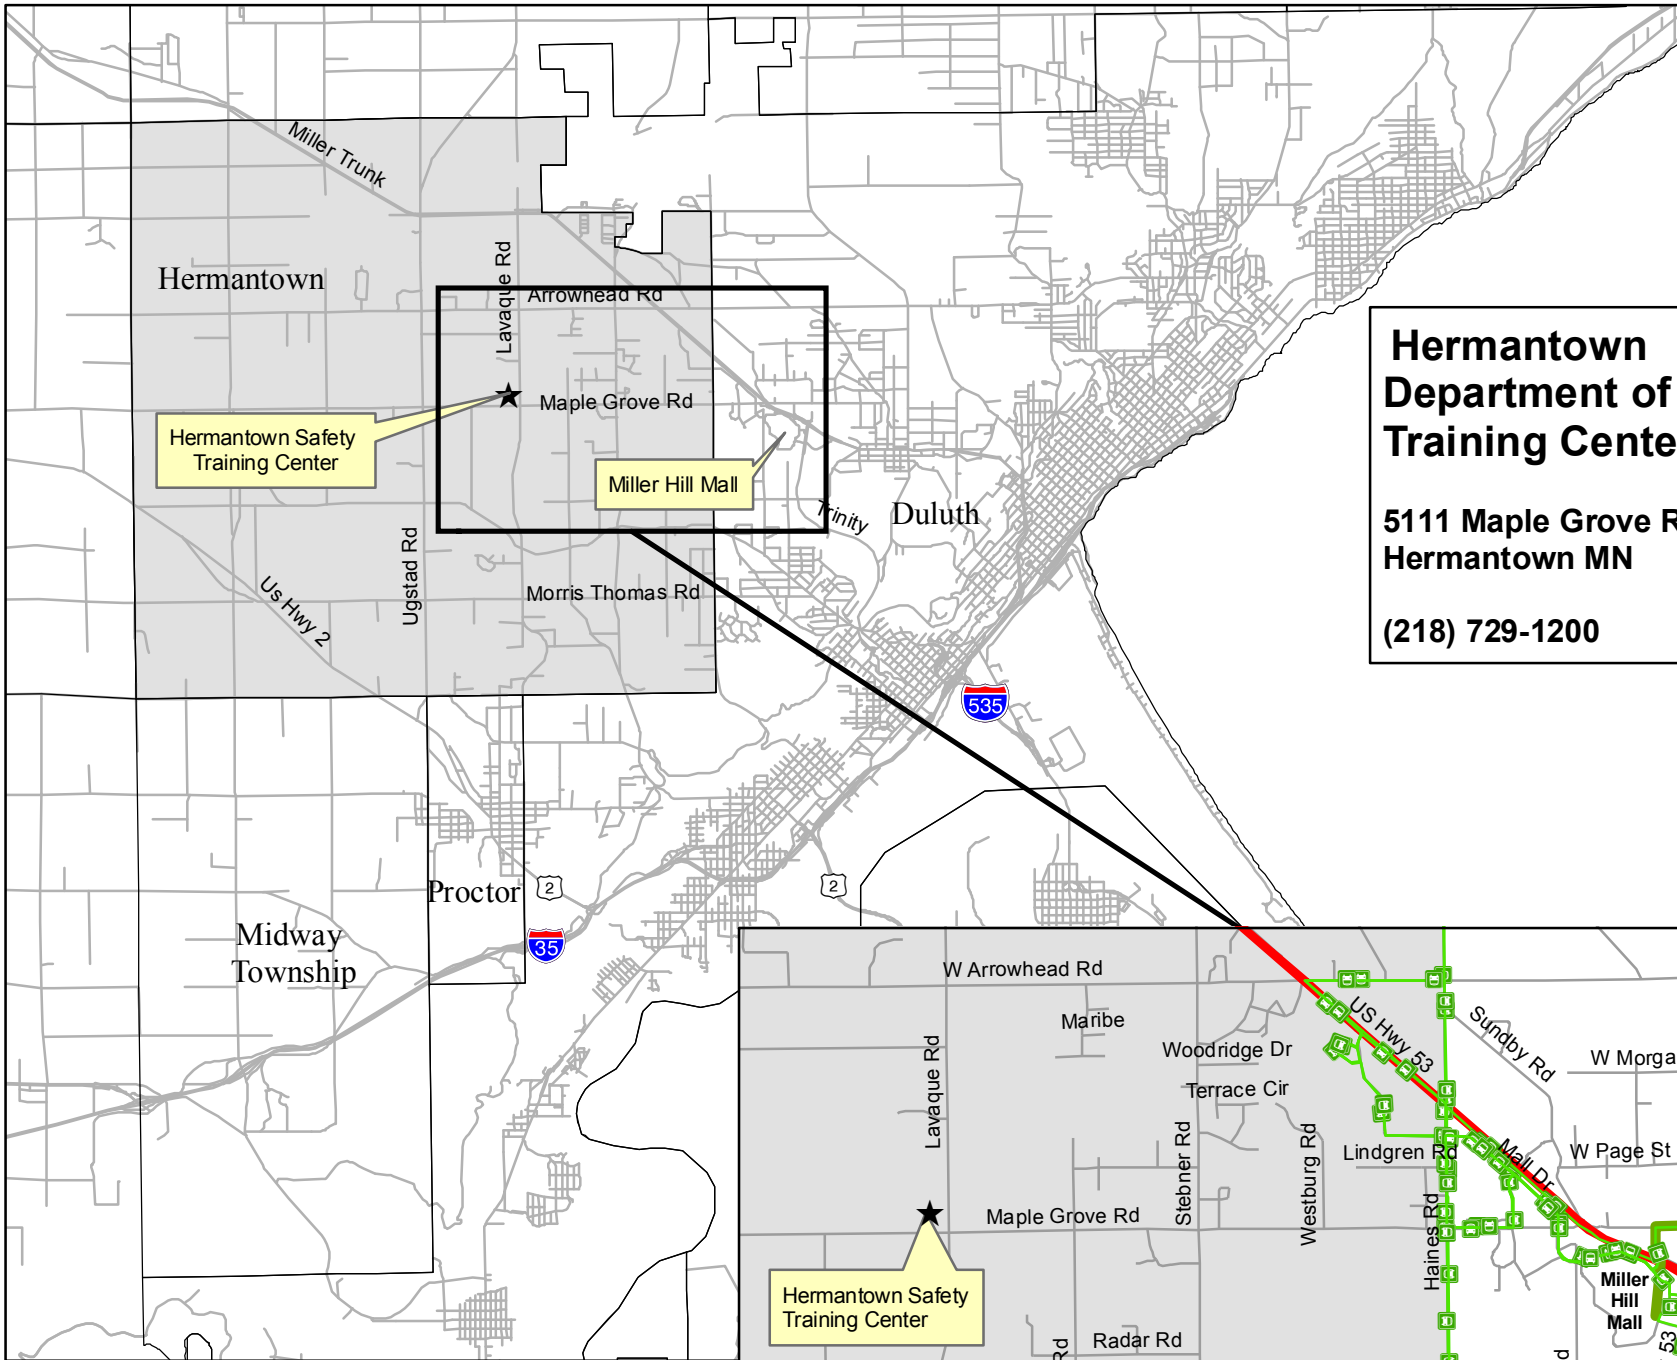 Miller Trunk
Hermantown
Lavaque Rd
Arrowhead Rd
Maple Grove Rd
Hermantown Safety
Training Center
Miller Hill Mall
Trinity
Duluth
Ugstad Rd
Us Hwy 2
Morris Thomas Rd
Hermantown
Department of
Training Cente
5111 Maple Grove R
Hermantown MN
(218) 729-1200
535
Proctor
2
2
35
Midway
Township
W Arrowhead Rd
Maribe
Lavaque Rd
Woodridge Dr
Terrace Cir
US Hwy 53
Sundby Rd
W Morga
Stebner Rd
Westburg Rd
Lindgren Rd
Mall Dr
W Page St
Maple Grove Rd
Haines Rd
Hermantown Safety
Training Center
Miller
Hill
Mall
Radar Rd
Rd
d
53